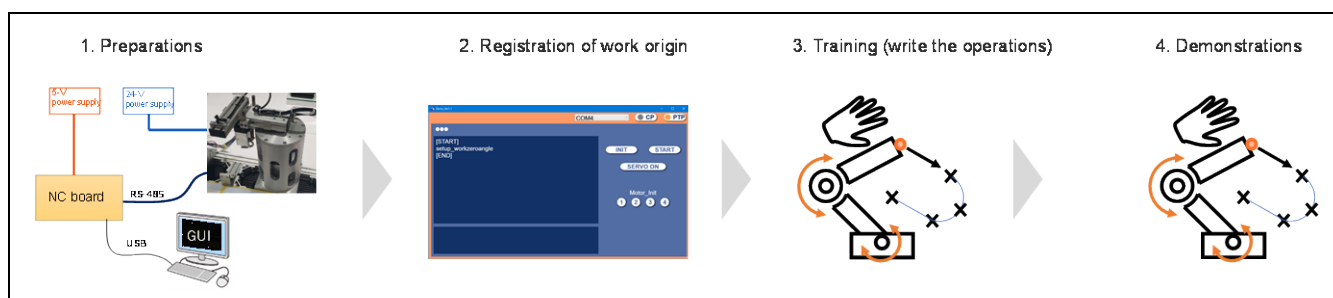 1. Preparations
2. Registration of work origin
3. Training (write the operations)
4. Demonstrations
5-V
power supply
24-V
power supply
NC board
RS-485
USB
GUI
COM4
CP
PTP
[START]
setup_workzeroangle
[END]
INIT
START
SERVO ON
Motor_Init
1
2
3
4